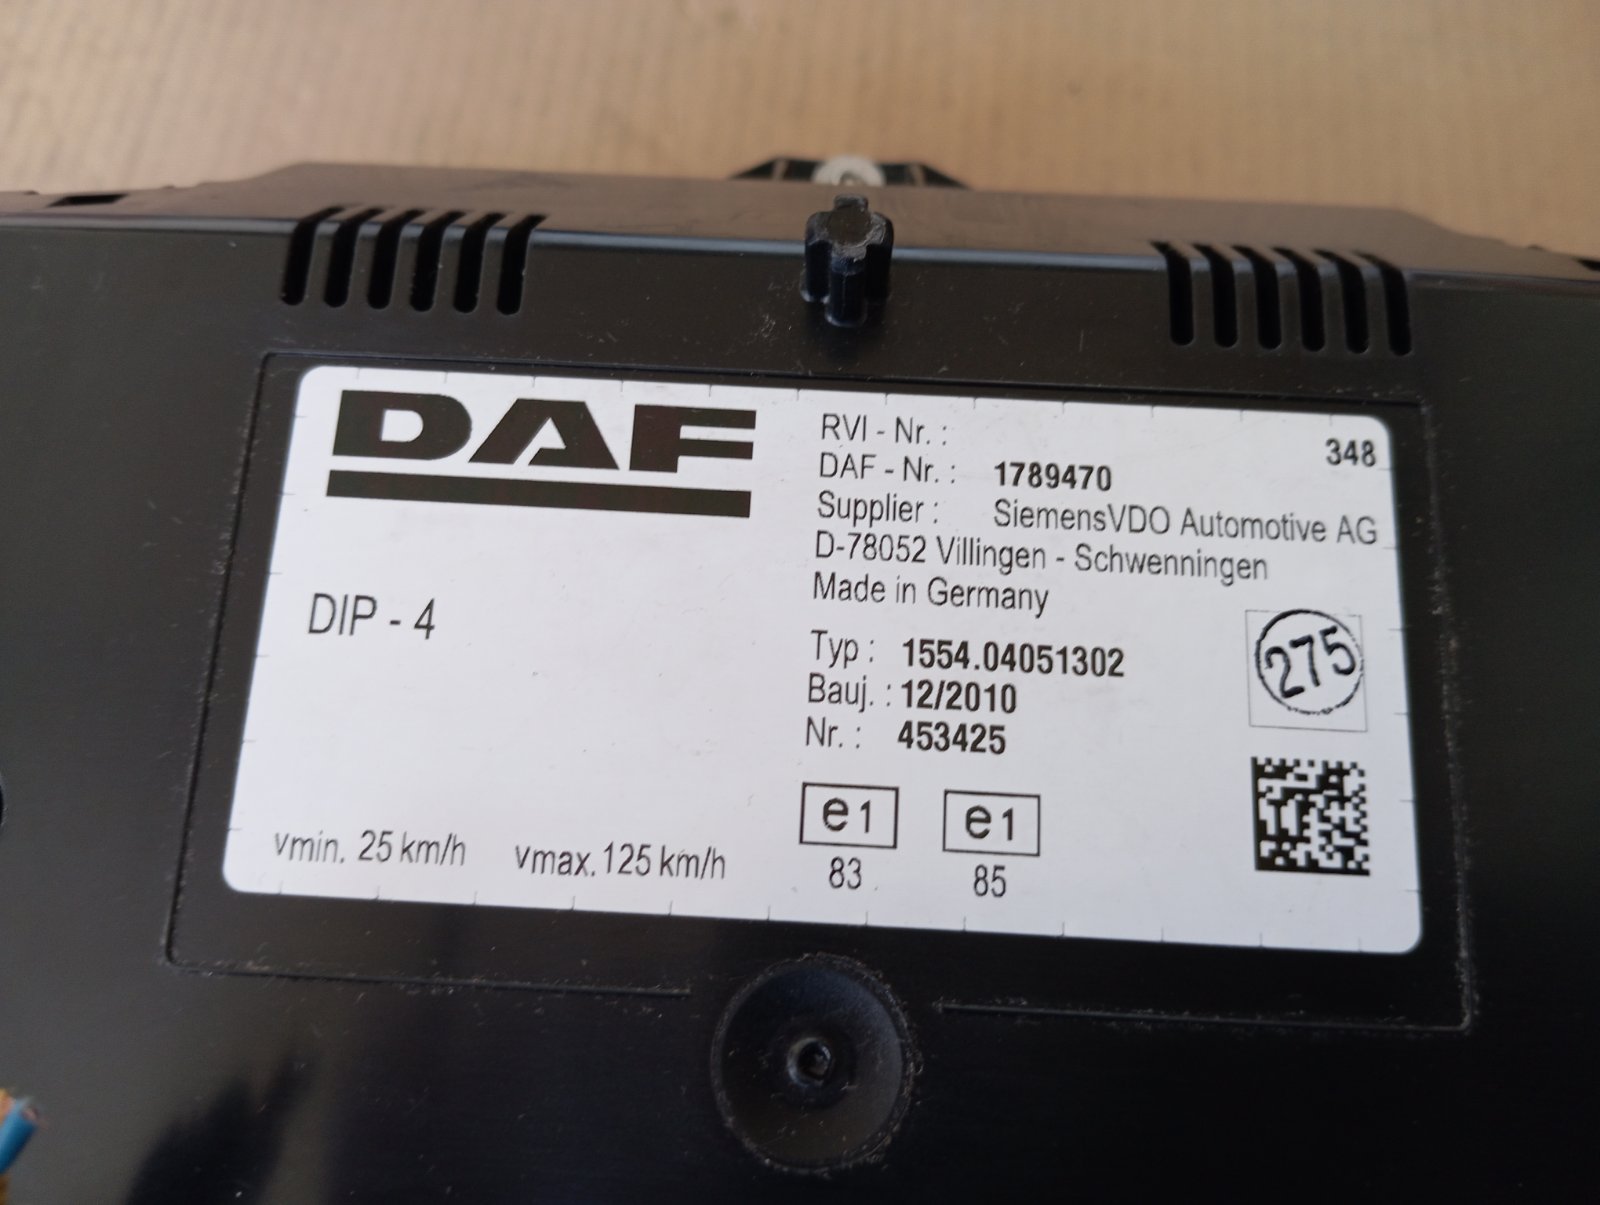 DAF
RVI - Nr. :
348
DAF - Nr. : 1789470
Supplier : SiemensVDO Automotive AG
D-78052 Villingen - Schwenningen
Made in Germany
DIP - 4
Typ : 1554.04051302
Bauj. : 12/2010
Nr. : 453425
275
e1 e1
83 85
vmin. 25 km/h vmax. 125 km/h